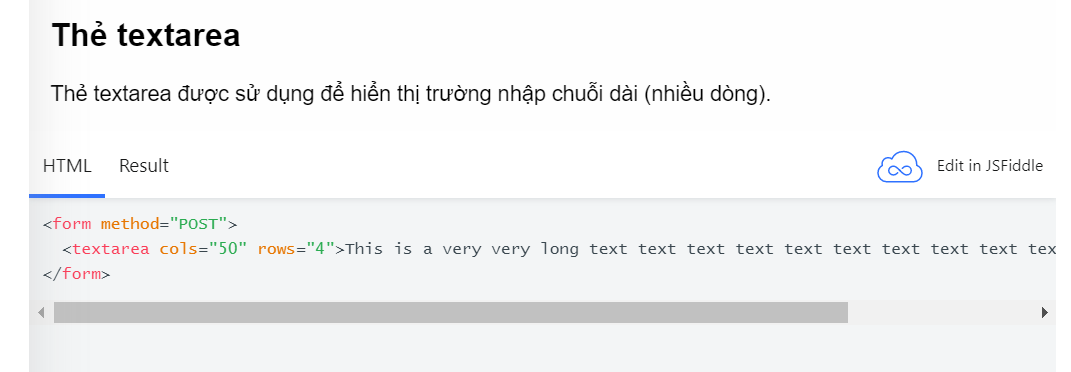 Thẻ textarea
Thẻ textarea được sử dụng để hiển thị trường nhập chuỗi dài (nhiều dòng).
HTML Result Edit in JSFiddle
<form method="POST">
  <textarea cols="50" rows="4">This is a very very long text text text text text text text text text tex
</form>